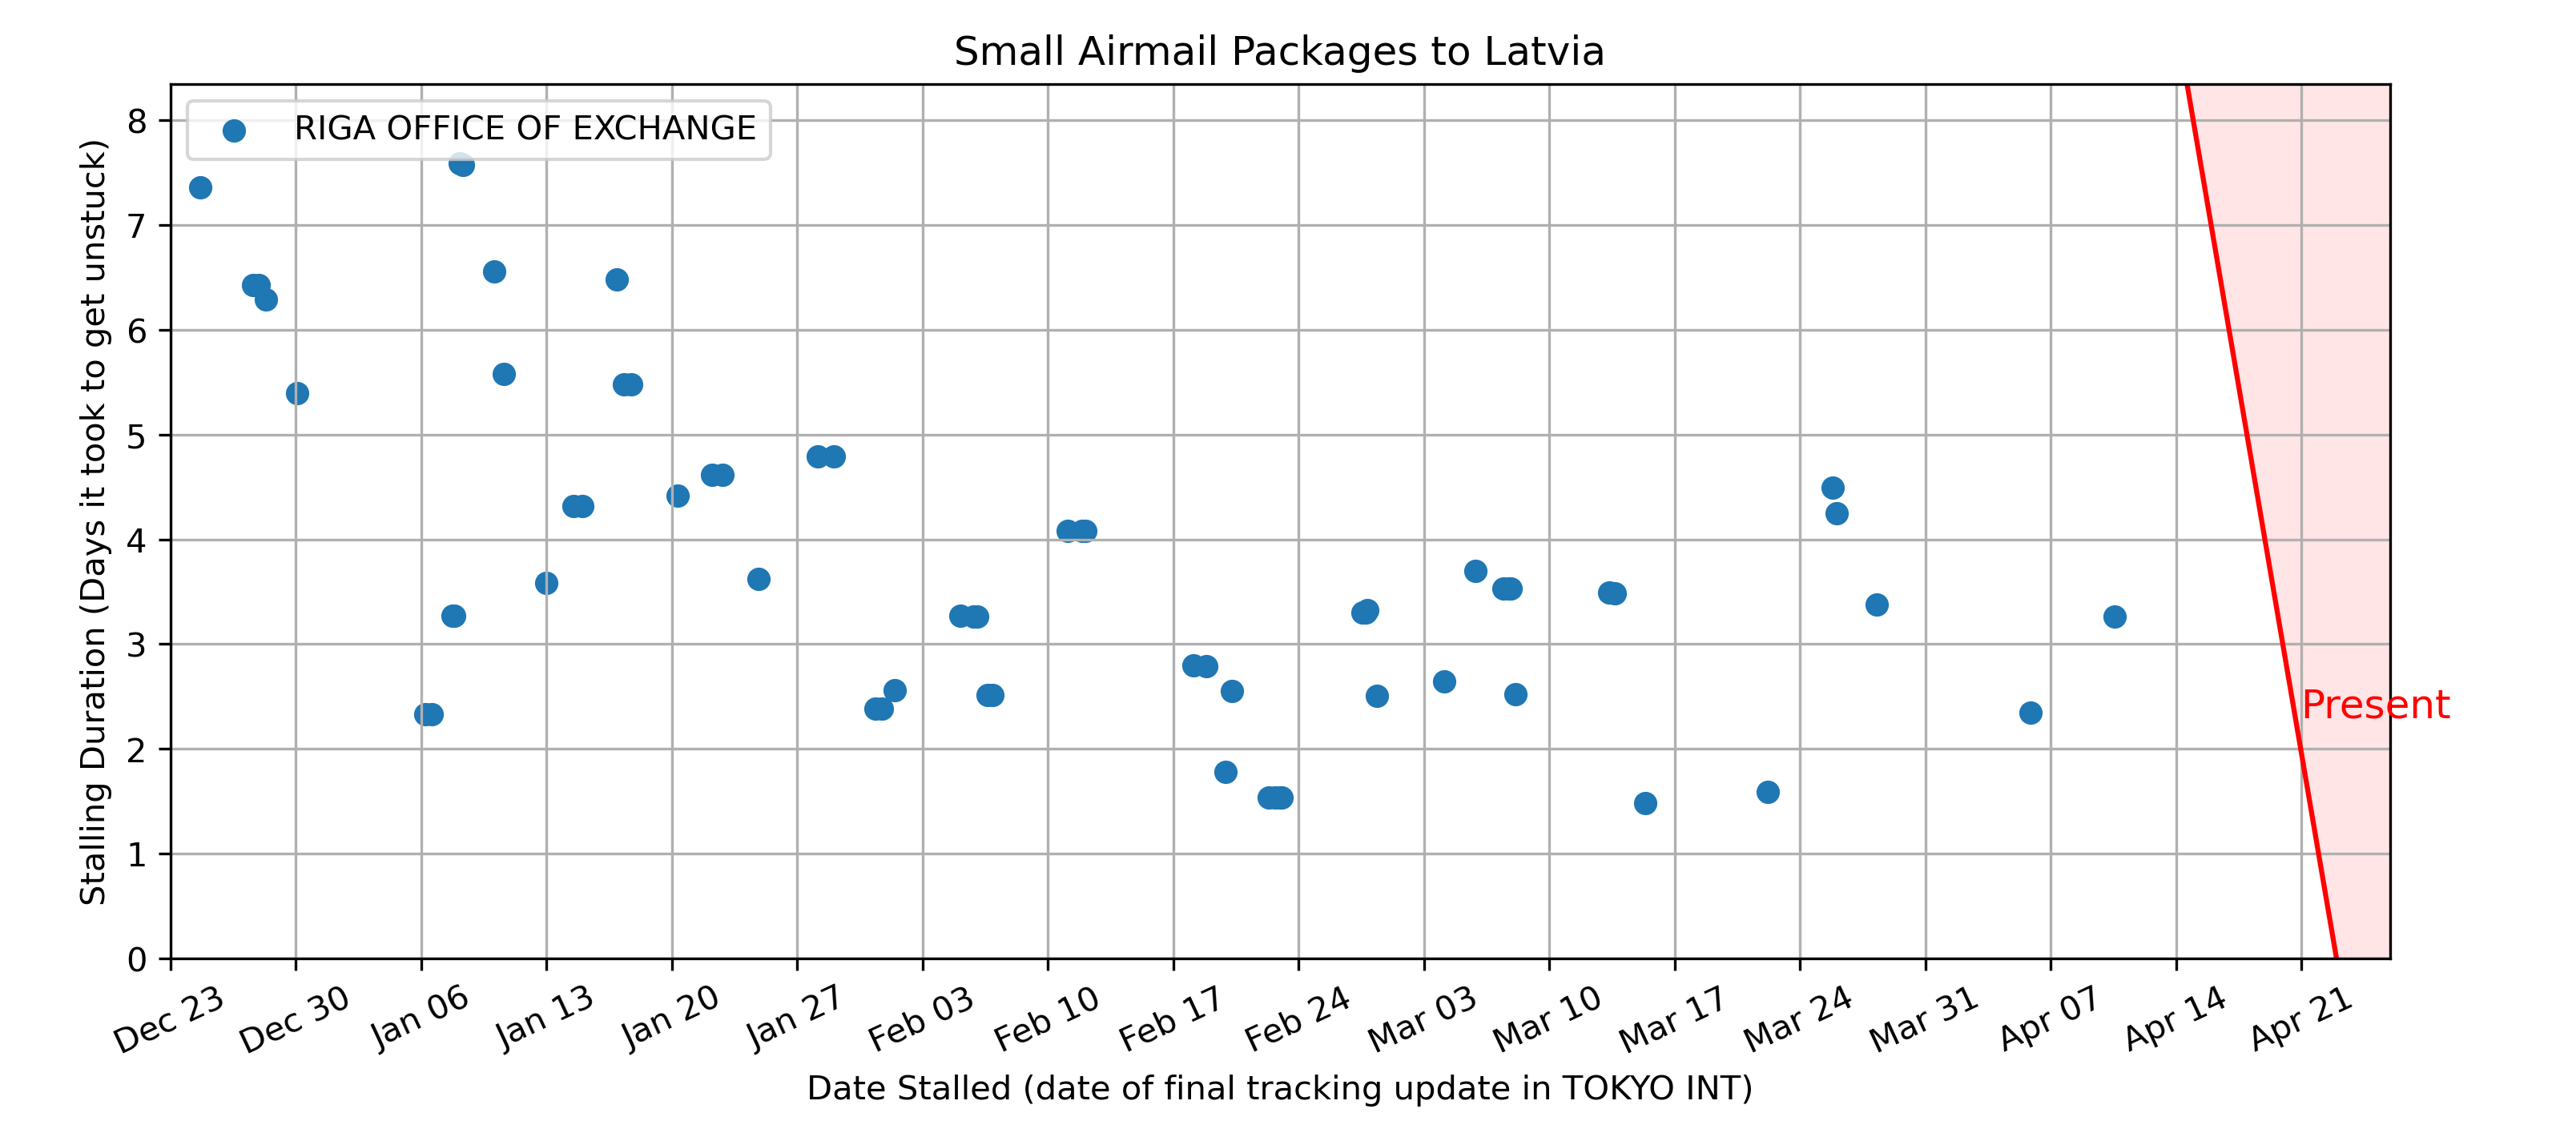 Small Airmail Packages to Latvia
RIGA OFFICE OF EXCHANGE
Stalling Duration (Days it took to get unstuck)
8
7
6
5
4
3
2
1
0
Present
Dec 23
Dec 30
Jan 06
Jan 13
Jan 20
Jan 27
Feb 03
Feb 10
Feb 17
Feb 24
Mar 03
Mar 10
Mar 17
Mar 24
Mar 31
Apr 07
Apr 14
Apr 21
Date Stalled (date of final tracking update in TOKYO INT)